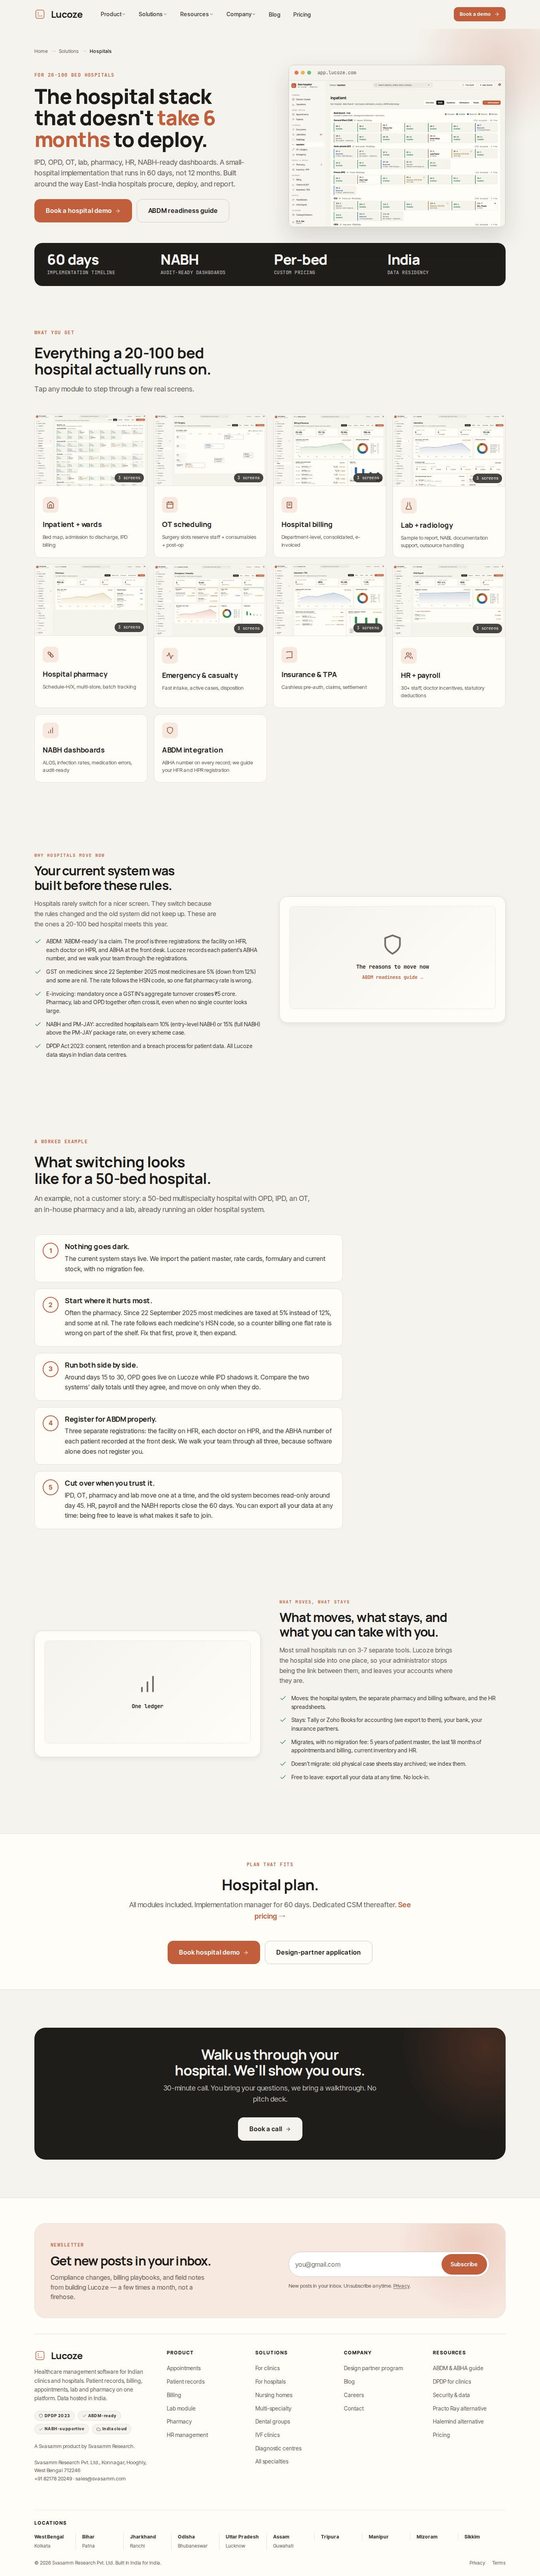 Lucoze
Product
Solutions
Resources
Company
Blog
Pricing
Book a demo →
Home
Solutions
Hospitals
FOR 20-100 BED HOSPITALS
The hospital stack
that doesn't take 6
months to deploy.
IPD, OPD, OT, lab, pharmacy, HR, NABH-ready dashboards. A small-
hospital implementation that runs in 60 days, not 12 months. Built
around the way East-India hospitals procure, deploy, and report.
Book a hospital demo →
ABDM readiness guide
app.lucoze.com
Inpatient
60 days
IMPLEMENTATION TIMELINE
NABH
AUDIT-READY DASHBOARDS
Per-bed
CUSTOM PRICING
India
DATA RESIDENCY
WHAT YOU GET
Everything a 20-100 bed
hospital actually runs on.
Tap any module to step through a few real screens.
3 screens
3 screens
3 screens
3 screens
Inpatient + wards
Bed map, admission to discharge, IPD
billing
OT scheduling
Surgery slots reserve staff + consumables
+ post-op
Hospital billing
Department-level, consolidated, e-
invoiced
Lab + radiology
Sample to report, NABL documentation
support, outsource handling
3 screens
3 screens
3 screens
3 screens
Hospital pharmacy
Schedule-H/X, multi-store, batch tracking
Emergency & casualty
Fast intake, active cases, disposition
Insurance & TPA
Cashless pre-auth, claims, settlement
HR + payroll
30+ staff, doctor incentives, statutory
deductions
NABH dashboards
ALOS, infection rates, medication errors,
audit-ready
ABDM integration
ABHA number on every record; we guide
your HFR and HPR registration
WHY HOSPITALS MOVE NOW
Your current system was
built before these rules.
Hospitals rarely switch for a nicer screen. They switch because
the rules changed and the old system did not keep up. These are
the ones a 20-100 bed hospital meets this year.
ABDM: 'ABDM-ready' is a claim. The proof is three registrations: the facility on HFR,
each doctor on HPR, and ABHA at the front desk. Lucoze records each patient's ABHA
number, and we walk your team through the registrations.
GST on medicines: since 22 September 2025 most medicines are 5% (down from 12%)
and some are nil. The rate follows the HSN code, so one flat pharmacy rate is wrong.
E-invoicing: mandatory once a GSTIN's aggregate turnover crosses ₹5 crore.
Pharmacy, lab and OPD together often cross it, even when no single counter looks
large.
NABH and PM-JAY: accredited hospitals earn 10% (entry-level NABH) or 15% (full NABH)
above the PM-JAY package rate, on every scheme case.
DPDP Act 2023: consent, retention and a breach process for patient data. All Lucoze
data stays in Indian data centres.
The reasons to move now
ABDM readiness guide →
A WORKED EXAMPLE
What switching looks
like for a 50-bed hospital.
An example, not a customer story: a 50-bed multispecialty hospital with OPD, IPD, an OT,
an in-house pharmacy and a lab, already running an older hospital system.
1
Nothing goes dark.
The current system stays live. We import the patient master, rate cards, formulary and current
stock, with no migration fee.
2
Start where it hurts most.
Often the pharmacy. Since 22 September 2025 most medicines are taxed at 5% instead of 12%,
and some at nil. The rate follows each medicine's HSN code, so a counter billing one flat rate is
wrong on part of the shelf. Fix that first, prove it, then expand.
3
Run both side by side.
Around days 15 to 30, OPD goes live on Lucoze while IPD shadows it. Compare the two
systems' daily totals until they agree, and move on only when they do.
4
Register for ABDM properly.
Three separate registrations: the facility on HFR, each doctor on HPR, and the ABHA number of
each patient recorded at the front desk. We walk your team through all three, because software
alone does not register you.
5
Cut over when you trust it.
IPD, OT, pharmacy and lab move one at a time, and the old system becomes read-only around
day 45. HR, payroll and the NABH reports close the 60 days. You can export all your data at any
time: being free to leave is what makes it safe to join.
One ledger
WHAT MOVES, WHAT STAYS
What moves, what stays, and
what you can take with you.
Most small hospitals run on 3-7 separate tools. Lucoze brings
the hospital side into one place, so your administrator stops
being the link between them, and leaves your accounts where
they are.
Moves: the hospital system, the separate pharmacy and billing software, and the HR
spreadsheets.
Stays: Tally or Zoho Books for accounting (we export to them), your bank, your
insurance partners.
Migrates, with no migration fee: 5 years of patient master, the last 18 months of
appointments and billing, current inventory and HR.
Doesn't migrate: old physical case sheets stay archived; we index them.
Free to leave: export all your data at any time. No lock-in.
PLAN THAT FITS
Hospital plan.
All modules included. Implementation manager for 60 days. Dedicated CSM thereafter. See
pricing →
Book hospital demo →
Design-partner application
Walk us through your
hospital. We'll show you ours.
30-minute call. You bring your questions, we bring a walkthrough. No
pitch deck.
Book a call →
NEWSLETTER
Get new posts in your inbox.
Compliance changes, billing playbooks, and field notes
from building Lucoze — a few times a month, not a
firehose.
you@gmail.com
Subscribe
New posts in your inbox. Unsubscribe anytime. Privacy.
Lucoze
Healthcare management software for Indian
clinics and hospitals. Patient records, billing,
appointments, lab and pharmacy on one
platform. Data hosted in India.
DPDP 2023
ABDM-ready
NABH-supportive
India cloud
A Svasamm product by Svasamm Research.
Svasamm Research Pvt. Ltd., Konnagar, Hooghly,
West Bengal 712246
+91 82178 20249 · sales@svasamm.com
PRODUCT
Appointments
Patient records
Billing
Lab module
Pharmacy
HR management
SOLUTIONS
For clinics
For hospitals
Nursing homes
Multi-specialty
Dental groups
IVF clinics
Diagnostic centres
All specialties
COMPANY
Design partner program
Blog
Careers
Contact
RESOURCES
ABDM & ABHA guide
DPDP for clinics
Security & data
Practo Ray alternative
Halemind alternative
Pricing
LOCATIONS
West Bengal
Kolkata
Bihar
Patna
Jharkhand
Ranchi
Odisha
Bhubaneswar
Uttar Pradesh
Lucknow
Assam
Guwahati
Tripura
Manipur
Mizoram
Sikkim
© 2026 Svasamm Research Pvt. Ltd. Built in India for India.
Privacy
Terms